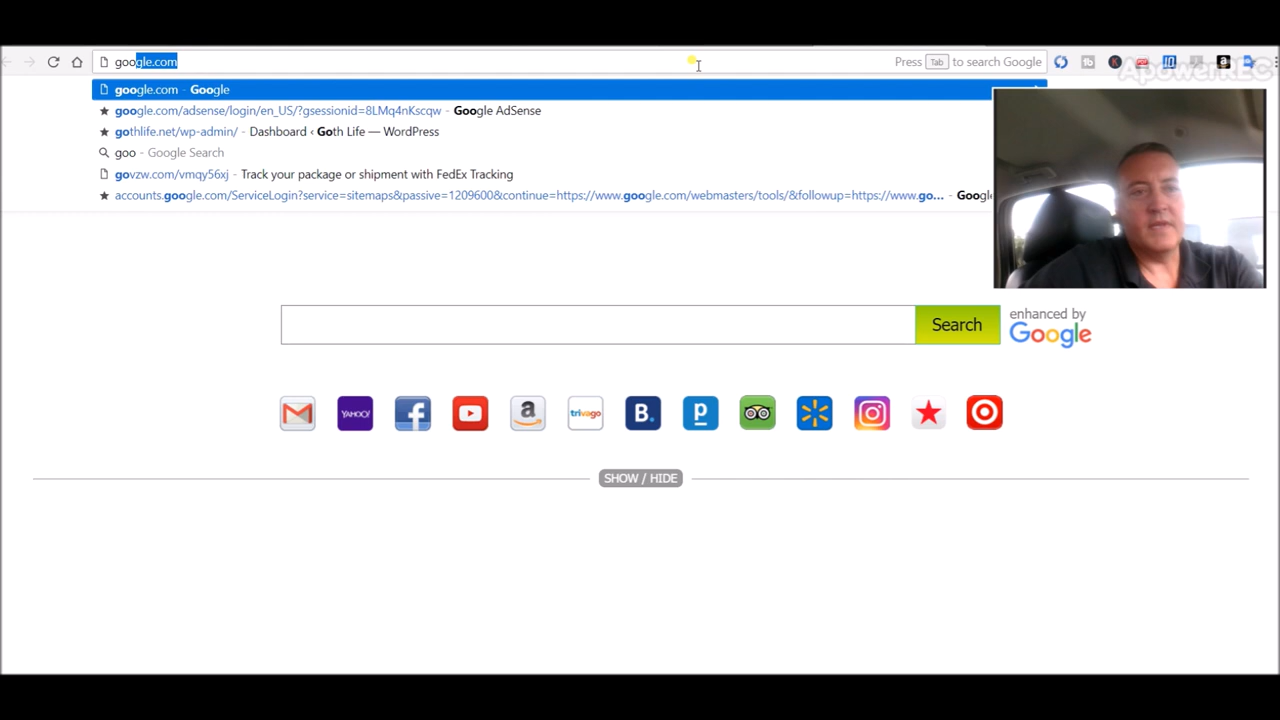 google.com
Press Tab to search Google
ApowerREC
google.com - Google
google.com/adsense/login/en_US/?gsessionid=8LMq4nKscqw - Google AdSense
gothlife.net/wp-admin/ - Dashboard ‹ Goth Life — WordPress
goo - Google Search
govzw.com/vmqy56xj - Track your package or shipment with FedEx Tracking
accounts.google.com/ServiceLogin?service=sitemaps&passive=1209600&continue=https://www.google.com/webmasters/tools/&followup=https://www.go... - Google
Search
enhanced by
Google
YAHOO!
a
trivago
B.
p
SHOW / HIDE